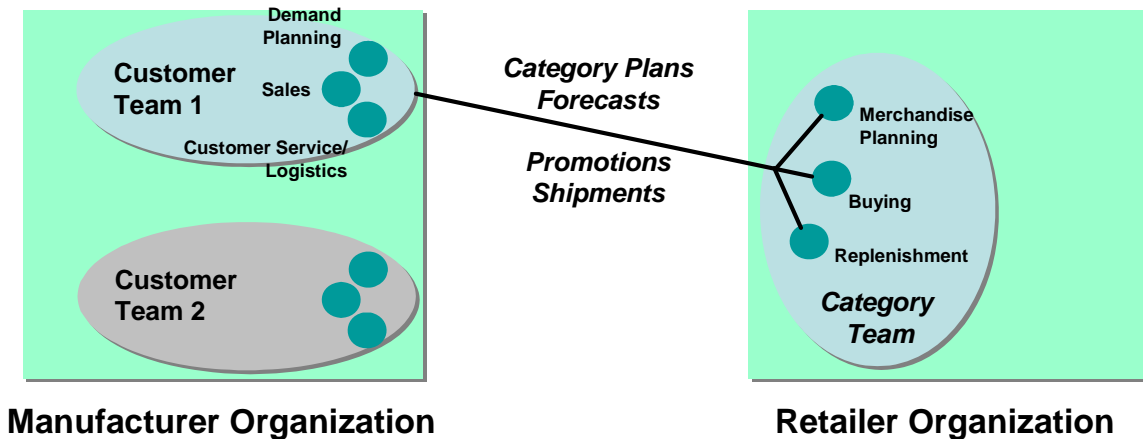 Demand
Planning
Customer
Team 1
Sales
Customer Service/
Logistics
Customer
Team 2
Category Plans
Forecasts
Promotions
Shipments
Merchandise
Planning
Buying
Replenishment
Category
Team
Manufacturer Organization
Retailer Organization